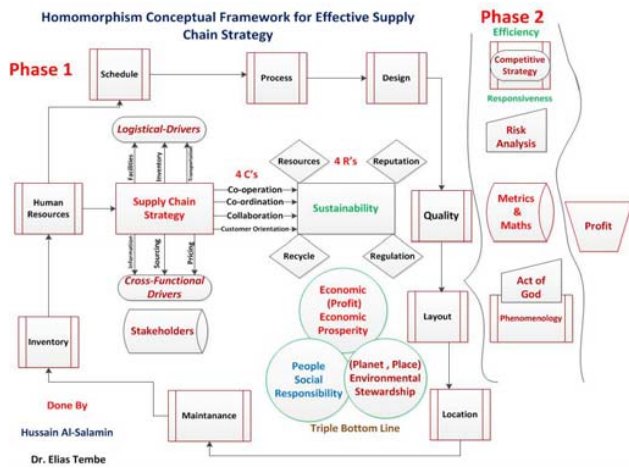 Homomorphism Conceptual Framework for Effective Supply
Chain Strategy
Phase 1
Phase 2
Schedule
Process
Design
Efficiency
Competitive
Strategy
Responsiveness
Logistical-Drivers
Facilities
Inventory
Transportation
4 C's
Resources
4 R's
Reputation
Risk
Analysis
Human
Resources
Supply Chain
Strategy
Co-operation
Co-ordination
Collaboration
Customer Orientation
Sustainability
Quality
Metrics
&
Maths
Profit
Information
Sourcing
Pricing
Recycle
Regulation
Cross-Functional
Drivers
Stakeholders
Economic
(Profit)
Economic
Prosperity
Act of
God
Phenomenology
Layout
Inventory
People
Social
Responsibility
(Planet , Place)
Environmental
Stewardship
Triple Bottom Line
Maintanance
Location
Done By
Hussain Al-Salamin
Dr. Elias Tembe